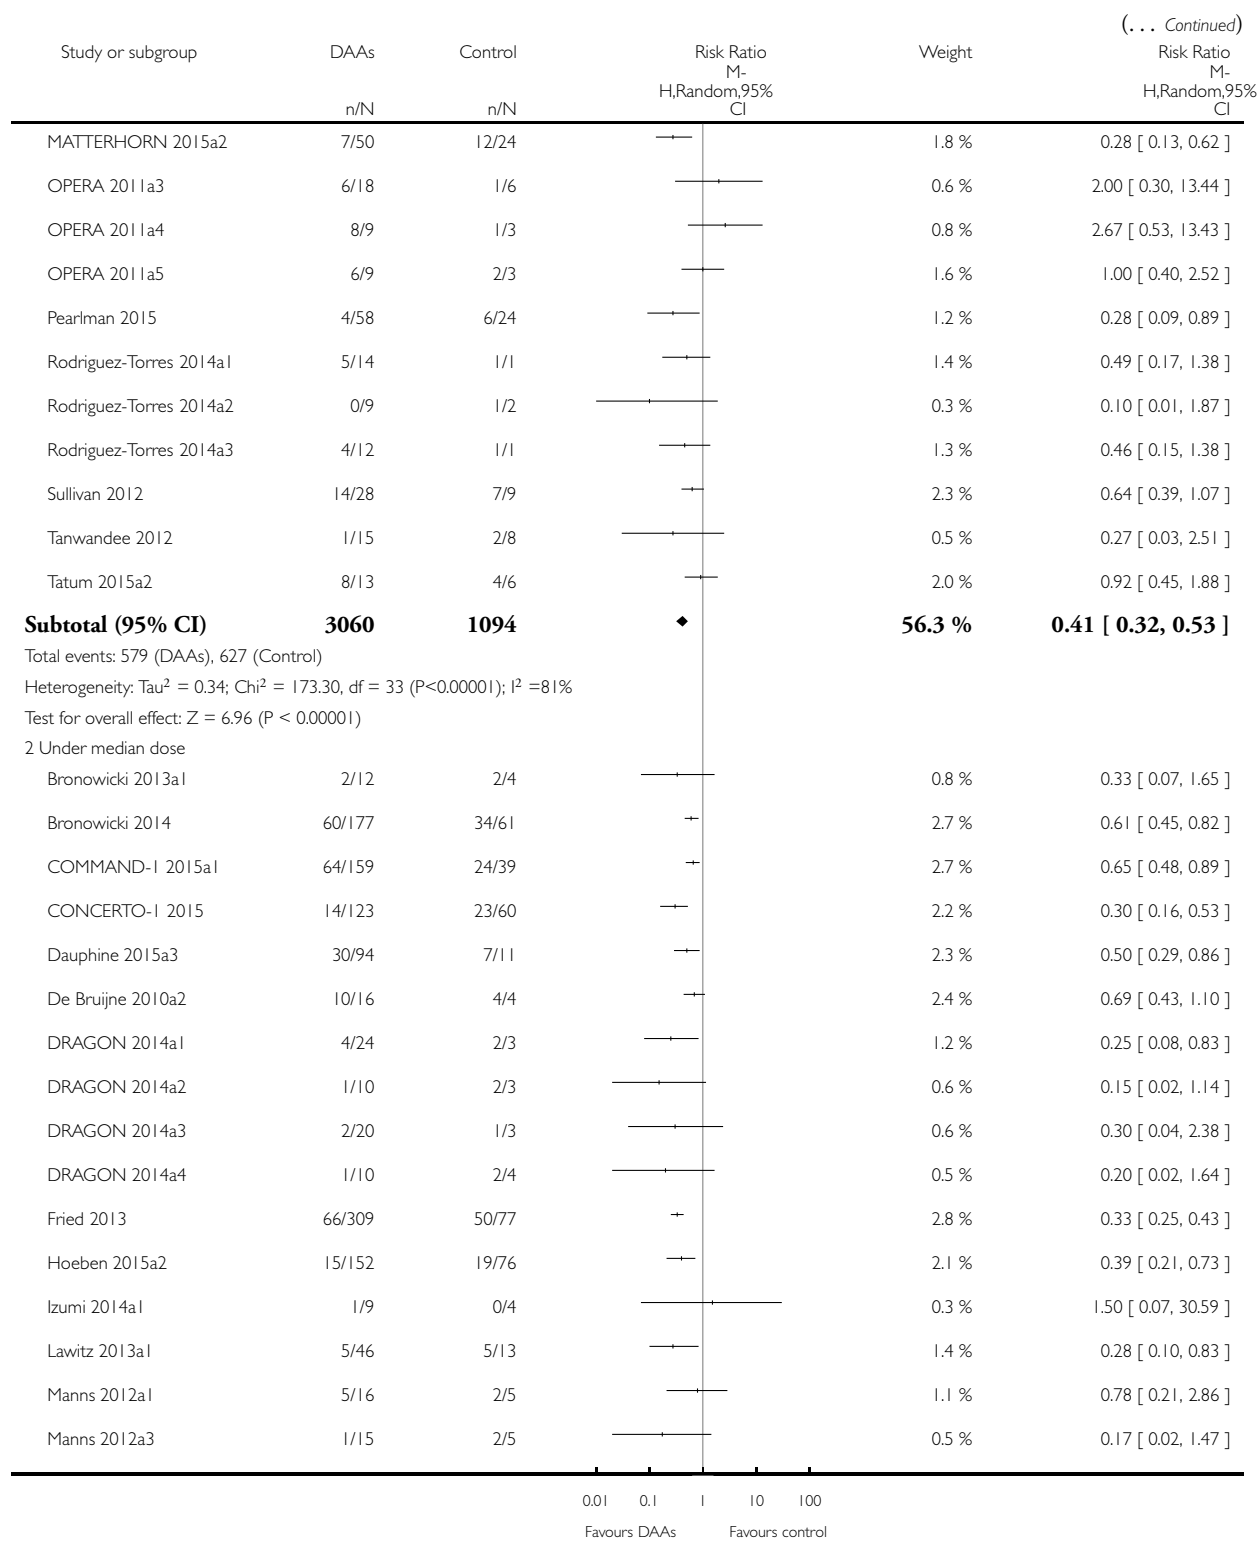 (... Continued)
Study or subgroup DAAs Control Risk Ratio Weight Risk Ratio
M- M-
H,Random,95% H,Random,95%
n/N n/N CI CI
MATTERHORN 2015a2 7/50 12/24 1.8 % 0.28 [ 0.13, 0.62 ]
OPERA 2011a3 6/18 1/6 0.6 % 2.00 [ 0.30, 13.44 ]
OPERA 2011a4 8/9 1/3 0.8 % 2.67 [ 0.53, 13.43 ]
OPERA 2011a5 6/9 2/3 1.6 % 1.00 [ 0.40, 2.52 ]
Pearlman 2015 4/58 6/24 1.2 % 0.28 [ 0.09, 0.89 ]
Rodriguez-Torres 2014a1 5/14 1/1 1.4 % 0.49 [ 0.17, 1.38 ]
Rodriguez-Torres 2014a2 0/9 1/2 0.3 % 0.10 [ 0.01, 1.87 ]
Rodriguez-Torres 2014a3 4/12 1/1 1.3 % 0.46 [ 0.15, 1.38 ]
Sullivan 2012 14/28 7/9 2.3 % 0.64 [ 0.39, 1.07 ]
Tanwandee 2012 1/15 2/8 0.5 % 0.27 [ 0.03, 2.51 ]
Tatum 2015a2 8/13 4/6 2.0 % 0.92 [ 0.45, 1.88 ]
Subtotal (95% CI) 3060 1094 56.3 % 0.41 [ 0.32, 0.53 ]
Total events: 579 (DAAs), 627 (Control)
Heterogeneity: Tau² = 0.34; Chi² = 173.30, df = 33 (P<0.00001); I² =81%
Test for overall effect: Z = 6.96 (P < 0.00001)
2 Under median dose
Bronowicki 2013a1 2/12 2/4 0.8 % 0.33 [ 0.07, 1.65 ]
Bronowicki 2014 60/177 34/61 2.7 % 0.61 [ 0.45, 0.82 ]
COMMAND-1 2015a1 64/159 24/39 2.7 % 0.65 [ 0.48, 0.89 ]
CONCERTO-1 2015 14/123 23/60 2.2 % 0.30 [ 0.16, 0.53 ]
Dauphine 2015a3 30/94 7/11 2.3 % 0.50 [ 0.29, 0.86 ]
De Bruijne 2010a2 10/16 4/4 2.4 % 0.69 [ 0.43, 1.10 ]
DRAGON 2014a1 4/24 2/3 1.2 % 0.25 [ 0.08, 0.83 ]
DRAGON 2014a2 1/10 2/3 0.6 % 0.15 [ 0.02, 1.14 ]
DRAGON 2014a3 2/20 1/3 0.6 % 0.30 [ 0.04, 2.38 ]
DRAGON 2014a4 1/10 2/4 0.5 % 0.20 [ 0.02, 1.64 ]
Fried 2013 66/309 50/77 2.8 % 0.33 [ 0.25, 0.43 ]
Hoeben 2015a2 15/152 19/76 2.1 % 0.39 [ 0.21, 0.73 ]
Izumi 2014a1 1/9 0/4 0.3 % 1.50 [ 0.07, 30.59 ]
Lawitz 2013a1 5/46 5/13 1.4 % 0.28 [ 0.10, 0.83 ]
Manns 2012a1 5/16 2/5 1.1 % 0.78 [ 0.21, 2.86 ]
Manns 2012a3 1/15 2/5 0.5 % 0.17 [ 0.02, 1.47 ]
0.01 0.1 1 10 100
Favours DAAs Favours control